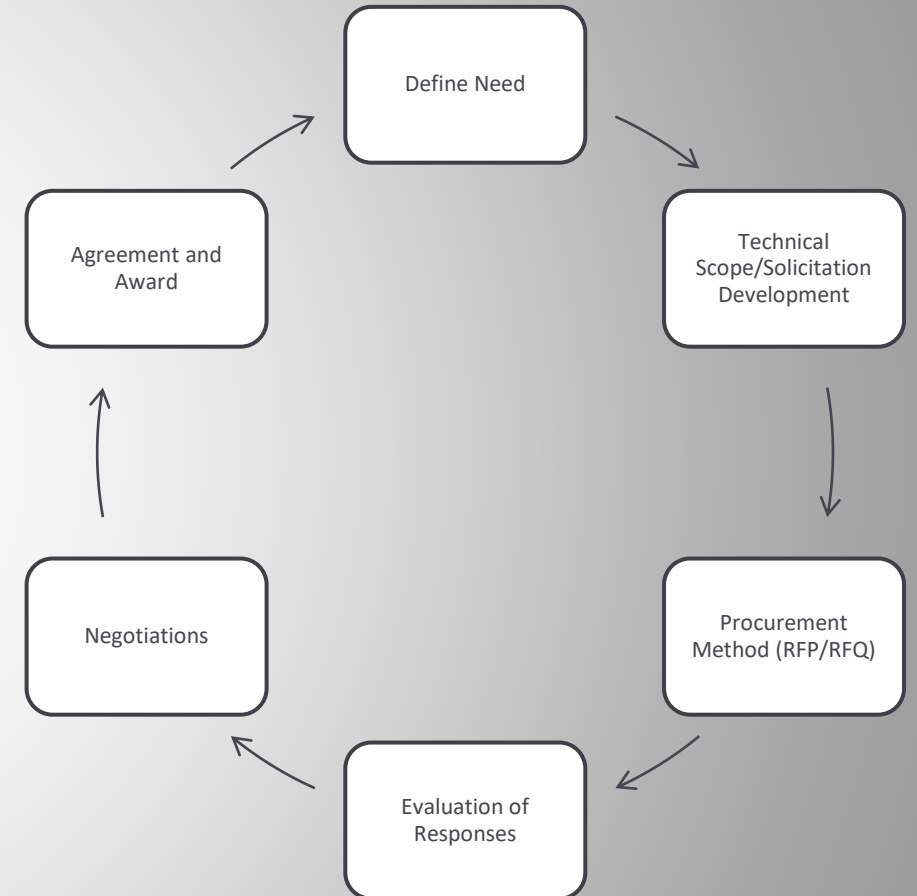 Define Need
Technical
Scope/Solicitation
Development
Procurement
Method (RFP/RFQ)
Evaluation of
Responses
Negotiations
Agreement and
Award